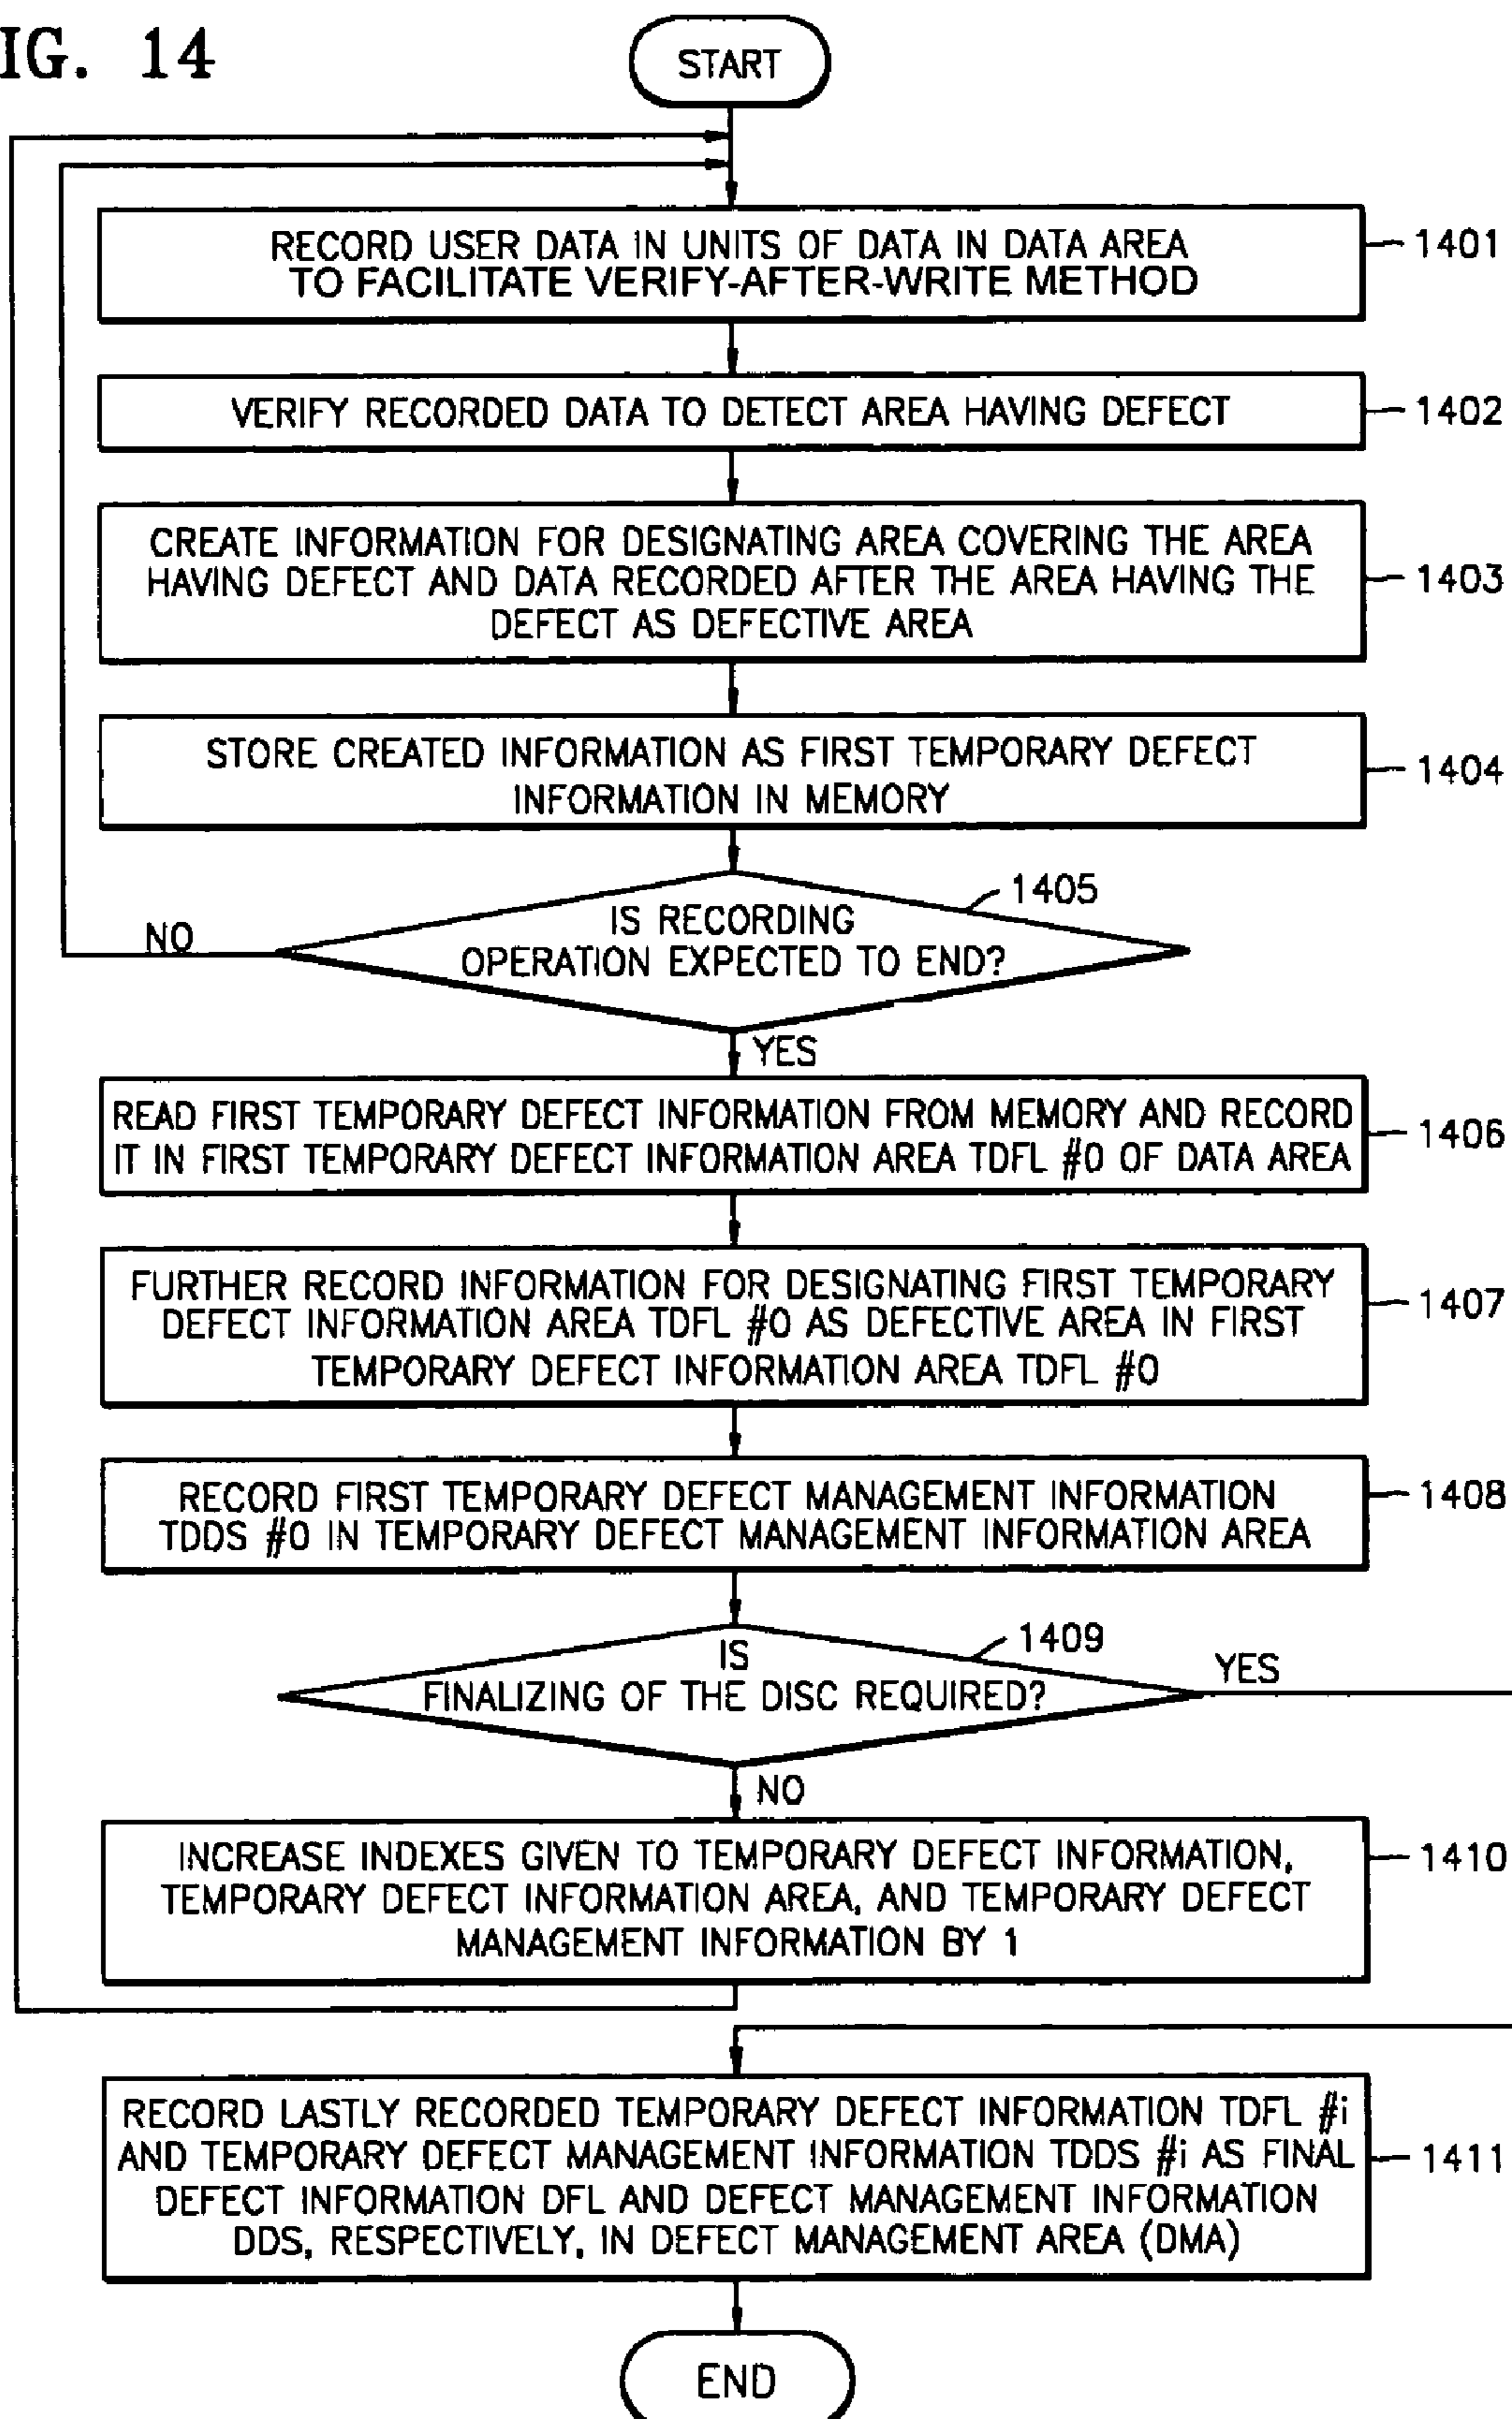 IG. 14
START
RECORD USER DATA IN UNITS OF DATA IN DATA AREA
TO FACILITATE VERIFY-AFTER-WRITE METHOD
1401
VERIFY RECORDED DATA TO DETECT AREA HAVING DEFECT
1402
CREATE INFORMATION FOR DESIGNATING AREA COVERING THE AREA
HAVING DEFECT AND DATA RECORDED AFTER THE AREA HAVING THE
DEFECT AS DEFECTIVE AREA
1403
STORE CREATED INFORMATION AS FIRST TEMPORARY DEFECT
INFORMATION IN MEMORY
1404
1405
IS RECORDING
OPERATION EXPECTED TO END?
NO
YES
READ FIRST TEMPORARY DEFECT INFORMATION FROM MEMORY AND RECORD
IT IN FIRST TEMPORARY DEFECT INFORMATION AREA TDFL #0 OF DATA AREA
1406
FURTHER RECORD INFORMATION FOR DESIGNATING FIRST TEMPORARY
DEFECT INFORMATION AREA TDFL #0 AS DEFECTIVE AREA IN FIRST
TEMPORARY DEFECT INFORMATION AREA TDFL #0
1407
RECORD FIRST TEMPORARY DEFECT MANAGEMENT INFORMATION
TDDS #0 IN TEMPORARY DEFECT MANAGEMENT INFORMATION AREA
1408
1409
IS
FINALIZING OF THE DISC REQUIRED?
YES
NO
INCREASE INDEXES GIVEN TO TEMPORARY DEFECT INFORMATION,
TEMPORARY DEFECT INFORMATION AREA, AND TEMPORARY DEFECT
MANAGEMENT INFORMATION BY 1
1410
RECORD LASTLY RECORDED TEMPORARY DEFECT INFORMATION TDFL #i
AND TEMPORARY DEFECT MANAGEMENT INFORMATION TDDS #i AS FINAL
DEFECT INFORMATION DFL AND DEFECT MANAGEMENT INFORMATION
DDS, RESPECTIVELY, IN DEFECT MANAGEMENT AREA (DMA)
1411
END